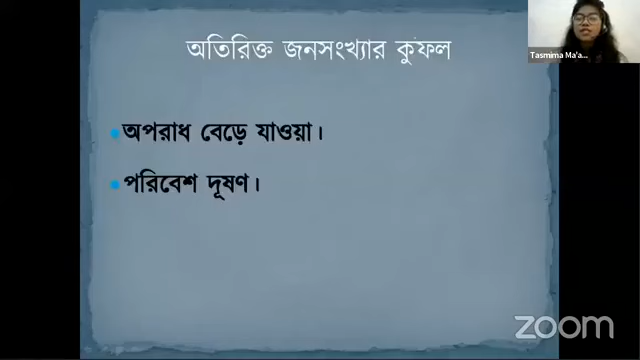 অতিরিক্ত জনসংখ্যার কুফল
Tasmima Ma'a...
অপরাধ বেড়ে যাওয়া।
পরিবেশ দূষণ।
zoom